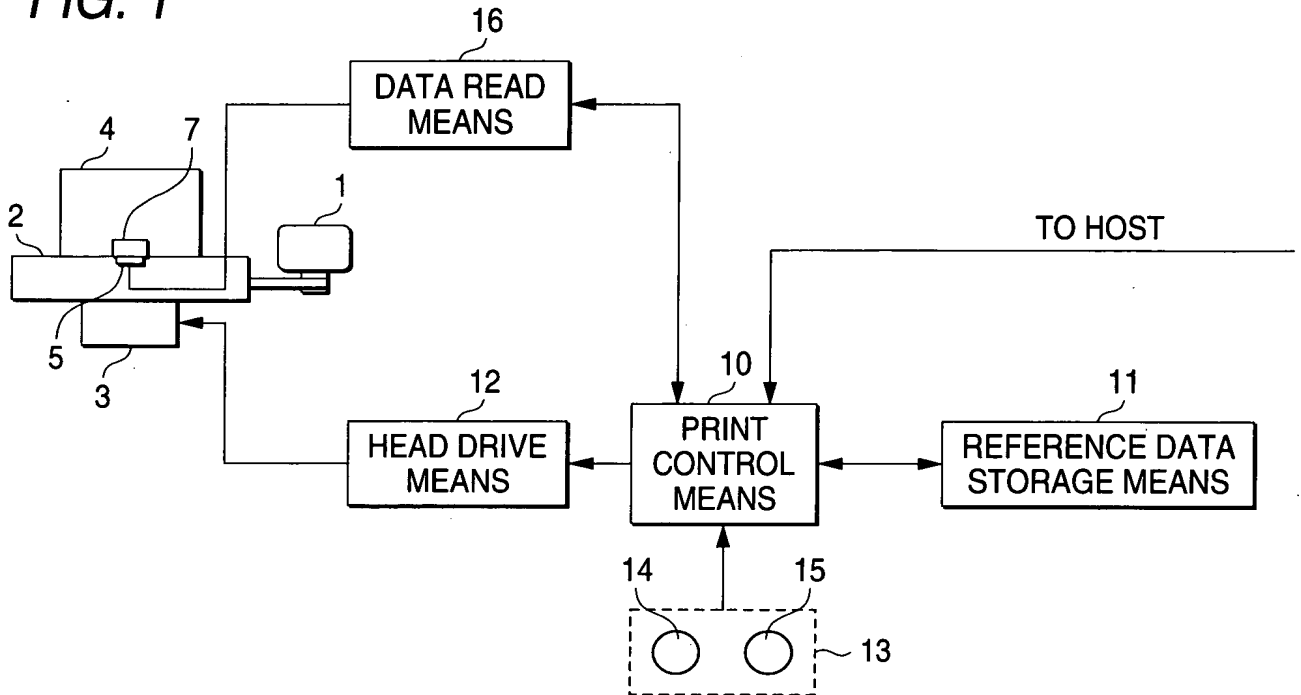 FIG. 1
16
DATA READ
MEANS
4
7
1
2
TO HOST
5
3
12
10
11
HEAD DRIVE
MEANS
PRINT
CONTROL
MEANS
REFERENCE DATA
STORAGE MEANS
14
15
13